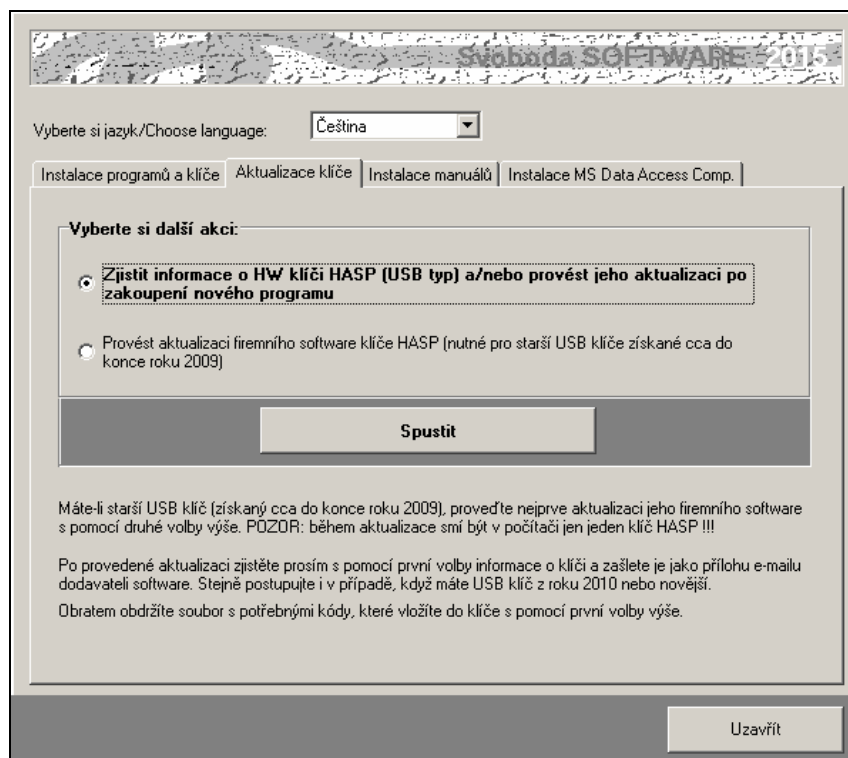 Svoboda SOFTWARE 2015
Vyberte si jazyk/Choose language: Čeština
Instalace programů a klíče Aktualizace klíče Instalace manuálů Instalace MS Data Access Comp.
Vyberte si další akci:
Zjistit informace o HW klíči HASP (USB typ) a/nebo provést jeho aktualizaci po
zakoupení nového programu
Provést aktualizaci firemního software klíče HASP (nutné pro starší USB klíče získané cca do
konce roku 2009)
Spustit
Máte-li starší USB klíč (získaný cca do konce roku 2009), proveďte nejprve aktualizaci jeho firemního software
s pomocí druhé volby výše. POZOR: během aktualizace smí být v počítači jen jeden klíč HASP !!!
Po provedené aktualizaci zjistěte prosím s pomocí první volby informace o klíči a zašlete je jako přílohu e-mailu
dodavateli software. Stejně postupujte i v případě, když máte USB klíč z roku 2010 nebo novější.
Obratem obdržíte soubor s potřebnými kódy, které vložíte do klíče s pomocí první volby výše.
Uzavřít